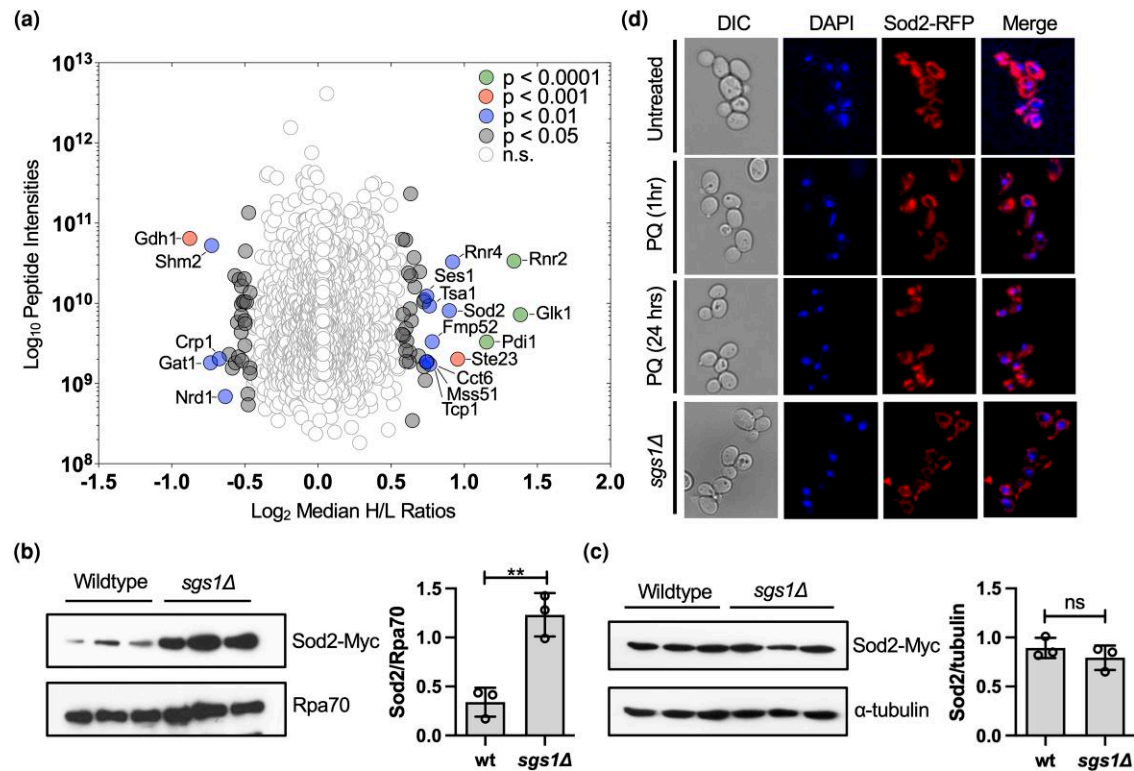 (a)
Log₁₀ Peptide Intensities
10¹³
10¹²
10¹¹
10¹⁰
10⁹
10⁸
p < 0.0001
p < 0.001
p < 0.01
p < 0.05
n.s.
Gdh1
Shm2
Crp1
Gat1
Nrd1
Rnr4
Rnr2
Ses1
Tsa1
Sod2
Glk1
Fmp52
Pdi1
Ste23
Cct6
Mss51
Tcp1
-1.5 -1.0 -0.5 0.0 0.5 1.0 1.5 2.0
Log₂ Median H/L Ratios
(d)
DIC DAPI Sod2-RFP Merge
Untreated
PQ (1hr)
PQ (24 hrs)
sgs1Δ
(b)
Wildtype sgs1Δ
Sod2-Myc
Rpa70
Sod2/Rpa70
1.5
1.0
0.5
0.0
**
wt sgs1Δ
(c)
Wildtype sgs1Δ
Sod2-Myc
α-tubulin
Sod2/tubulin
1.5
1.0
0.5
0.0
ns
wt sgs1Δ